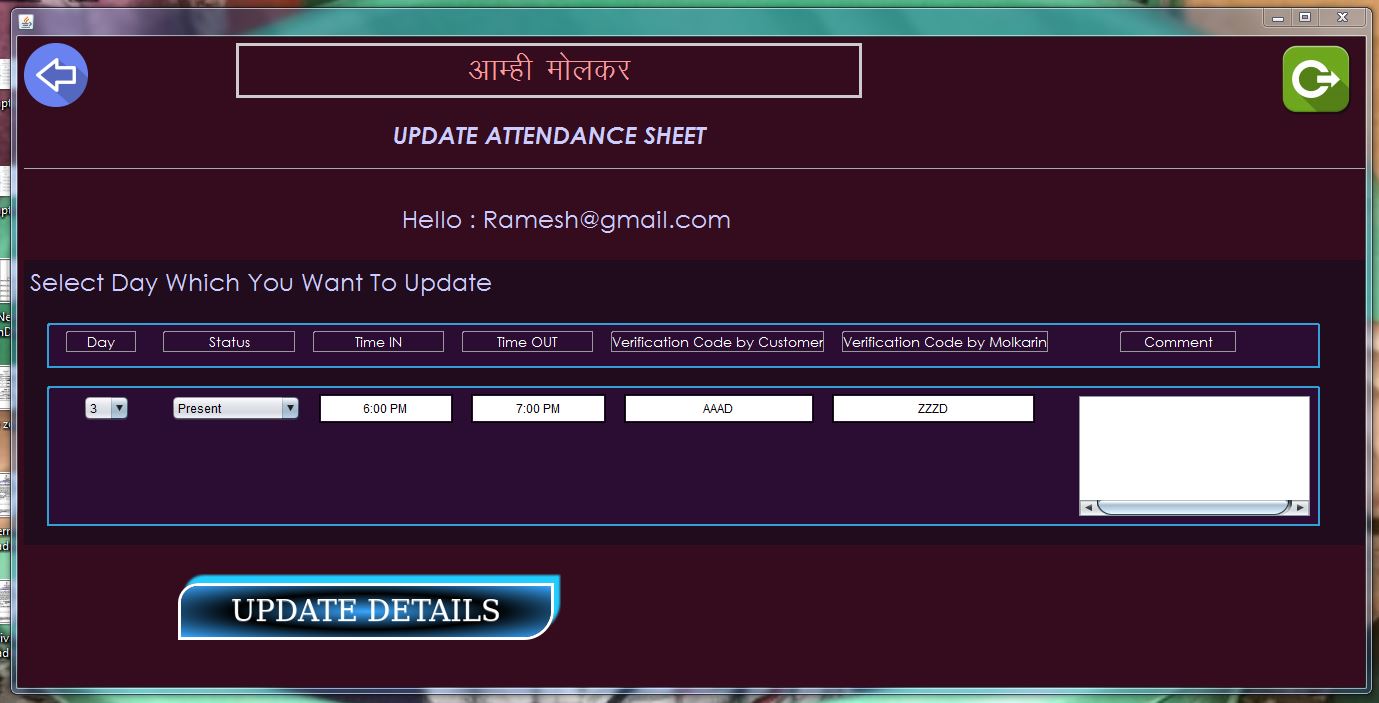 आम्ही मोलकर
UPDATE ATTENDANCE SHEET
Hello : Ramesh@gmail.com
Select Day Which You Want To Update
Day Status Time IN Time OUT Verification Code by Customer Verification Code by Molkarin Comment
3 Present 6:00 PM 7:00 PM AAAD ZZZD
UPDATE DETAILS